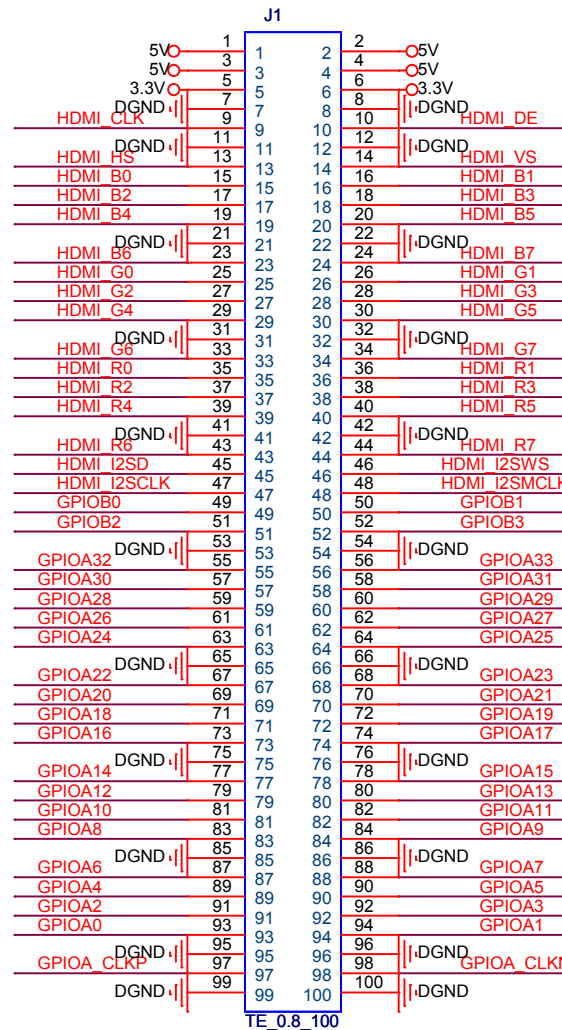 J1
5V 1 1 2 2 5V
5V 3 3 4 4 5V
3.3V 5 5 6 6 3.3V
DGND 7 7 8 8 DGND
HDMI_CLK 9 9 10 10 HDMI_DE
DGND 11 11 12 12 DGND
HDMI_HS 13 13 14 14 HDMI_VS
HDMI_B0 15 15 16 16 HDMI_B1
HDMI_B2 17 17 18 18 HDMI_B3
HDMI_B4 19 19 20 20 HDMI_B5
DGND 21 21 22 22 DGND
HDMI_B6 23 23 24 24 HDMI_B7
HDMI_G0 25 25 26 26 HDMI_G1
HDMI_G2 27 27 28 28 HDMI_G3
HDMI_G4 29 29 30 30 HDMI_G5
DGND 31 31 32 32 DGND
HDMI_G6 33 33 34 34 HDMI_G7
HDMI_R0 35 35 36 36 HDMI_R1
HDMI_R2 37 37 38 38 HDMI_R3
HDMI_R4 39 39 40 40 HDMI_R5
DGND 41 41 42 42 DGND
HDMI_R6 43 43 44 44 HDMI_R7
HDMI_I2SD 45 45 46 46 HDMI_I2SWS
HDMI_I2SCLK 47 47 48 48 HDMI_I2SMCLK
GPIOB0 49 49 50 50 GPIOB1
GPIOB2 51 51 52 52 GPIOB3
DGND 53 53 54 54 DGND
GPIOA32 55 55 56 56 GPIOA33
GPIOA30 57 57 58 58 GPIOA31
GPIOA28 59 59 60 60 GPIOA29
GPIOA26 61 61 62 62 GPIOA27
GPIOA24 63 63 64 64 GPIOA25
DGND 65 65 66 66 DGND
GPIOA22 67 67 68 68 GPIOA23
GPIOA20 69 69 70 70 GPIOA21
GPIOA18 71 71 72 72 GPIOA19
GPIOA16 73 73 74 74 GPIOA17
DGND 75 75 76 76 DGND
GPIOA14 77 77 78 78 GPIOA15
GPIOA12 79 79 80 80 GPIOA13
GPIOA10 81 81 82 82 GPIOA11
GPIOA8 83 83 84 84 GPIOA9
DGND 85 85 86 86 DGND
GPIOA6 87 87 88 88 GPIOA7
GPIOA4 89 89 90 90 GPIOA5
GPIOA2 91 91 92 92 GPIOA3
GPIOA0 93 93 94 94 GPIOA1
DGND 95 95 96 96 DGND
GPIOA_CLKP 97 97 98 98 GPIOA_CLKN
DGND 99 99 100 100 DGND
TE_0.8_100